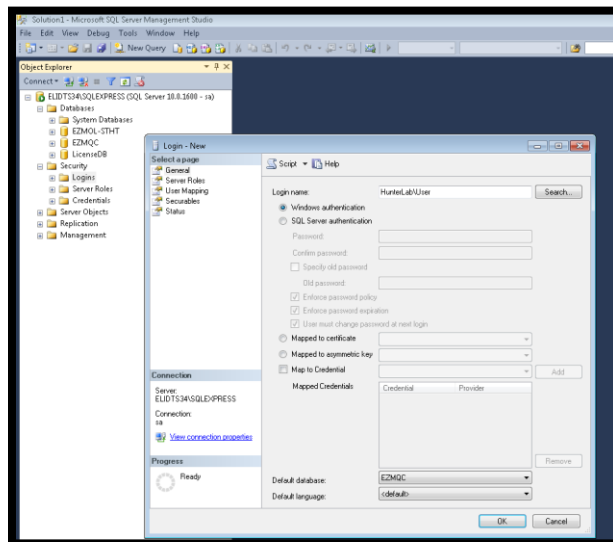 Solution1 - Microsoft SQL Server Management Studio
File Edit View Debug Tools Window Help
New Query
Object Explorer
Connect
ELIDTS34\SQLEXPRESS (SQL Server 10.0.1600 - sa)
Databases
System Databases
EZMOL-STHT
EZMQC
LicenseDB
Security
Logins
Server Roles
Credentials
Server Objects
Replication
Management
Login - New
Select a page
General
Server Roles
User Mapping
Securables
Status
Script Help
Login name: HunterLab\User Search...
Windows authentication
SQL Server authentication
Password:
Confirm password:
Specify old password
Old password:
Enforce password policy
Enforce password expiration
User must change password at next login
Mapped to certificate
Mapped to asymmetric key
Map to Credential Add
Mapped Credentials Credential Provider
Remove
Default database: EZMQC
Default language: <default>
Connection
Server:
ELIDTS34\SQLEXPRESS
Connection:
sa
View connection properties
Progress
Ready
OK Cancel